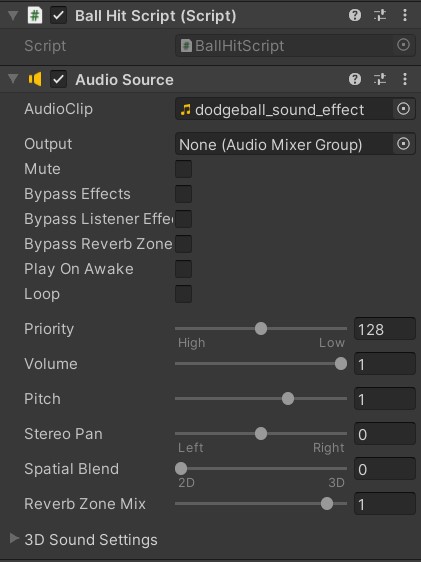 Ball Hit Script (Script)
Script BallHitScript
Audio Source
AudioClip dodgeball_sound_effect
Output None (Audio Mixer Group)
Mute
Bypass Effects
Bypass Listener Effe
Bypass Reverb Zone
Play On Awake
Loop
Priority 128
High Low
Volume 1
Pitch 1
Stereo Pan 0
Left Right
Spatial Blend 0
2D 3D
Reverb Zone Mix 1
3D Sound Settings